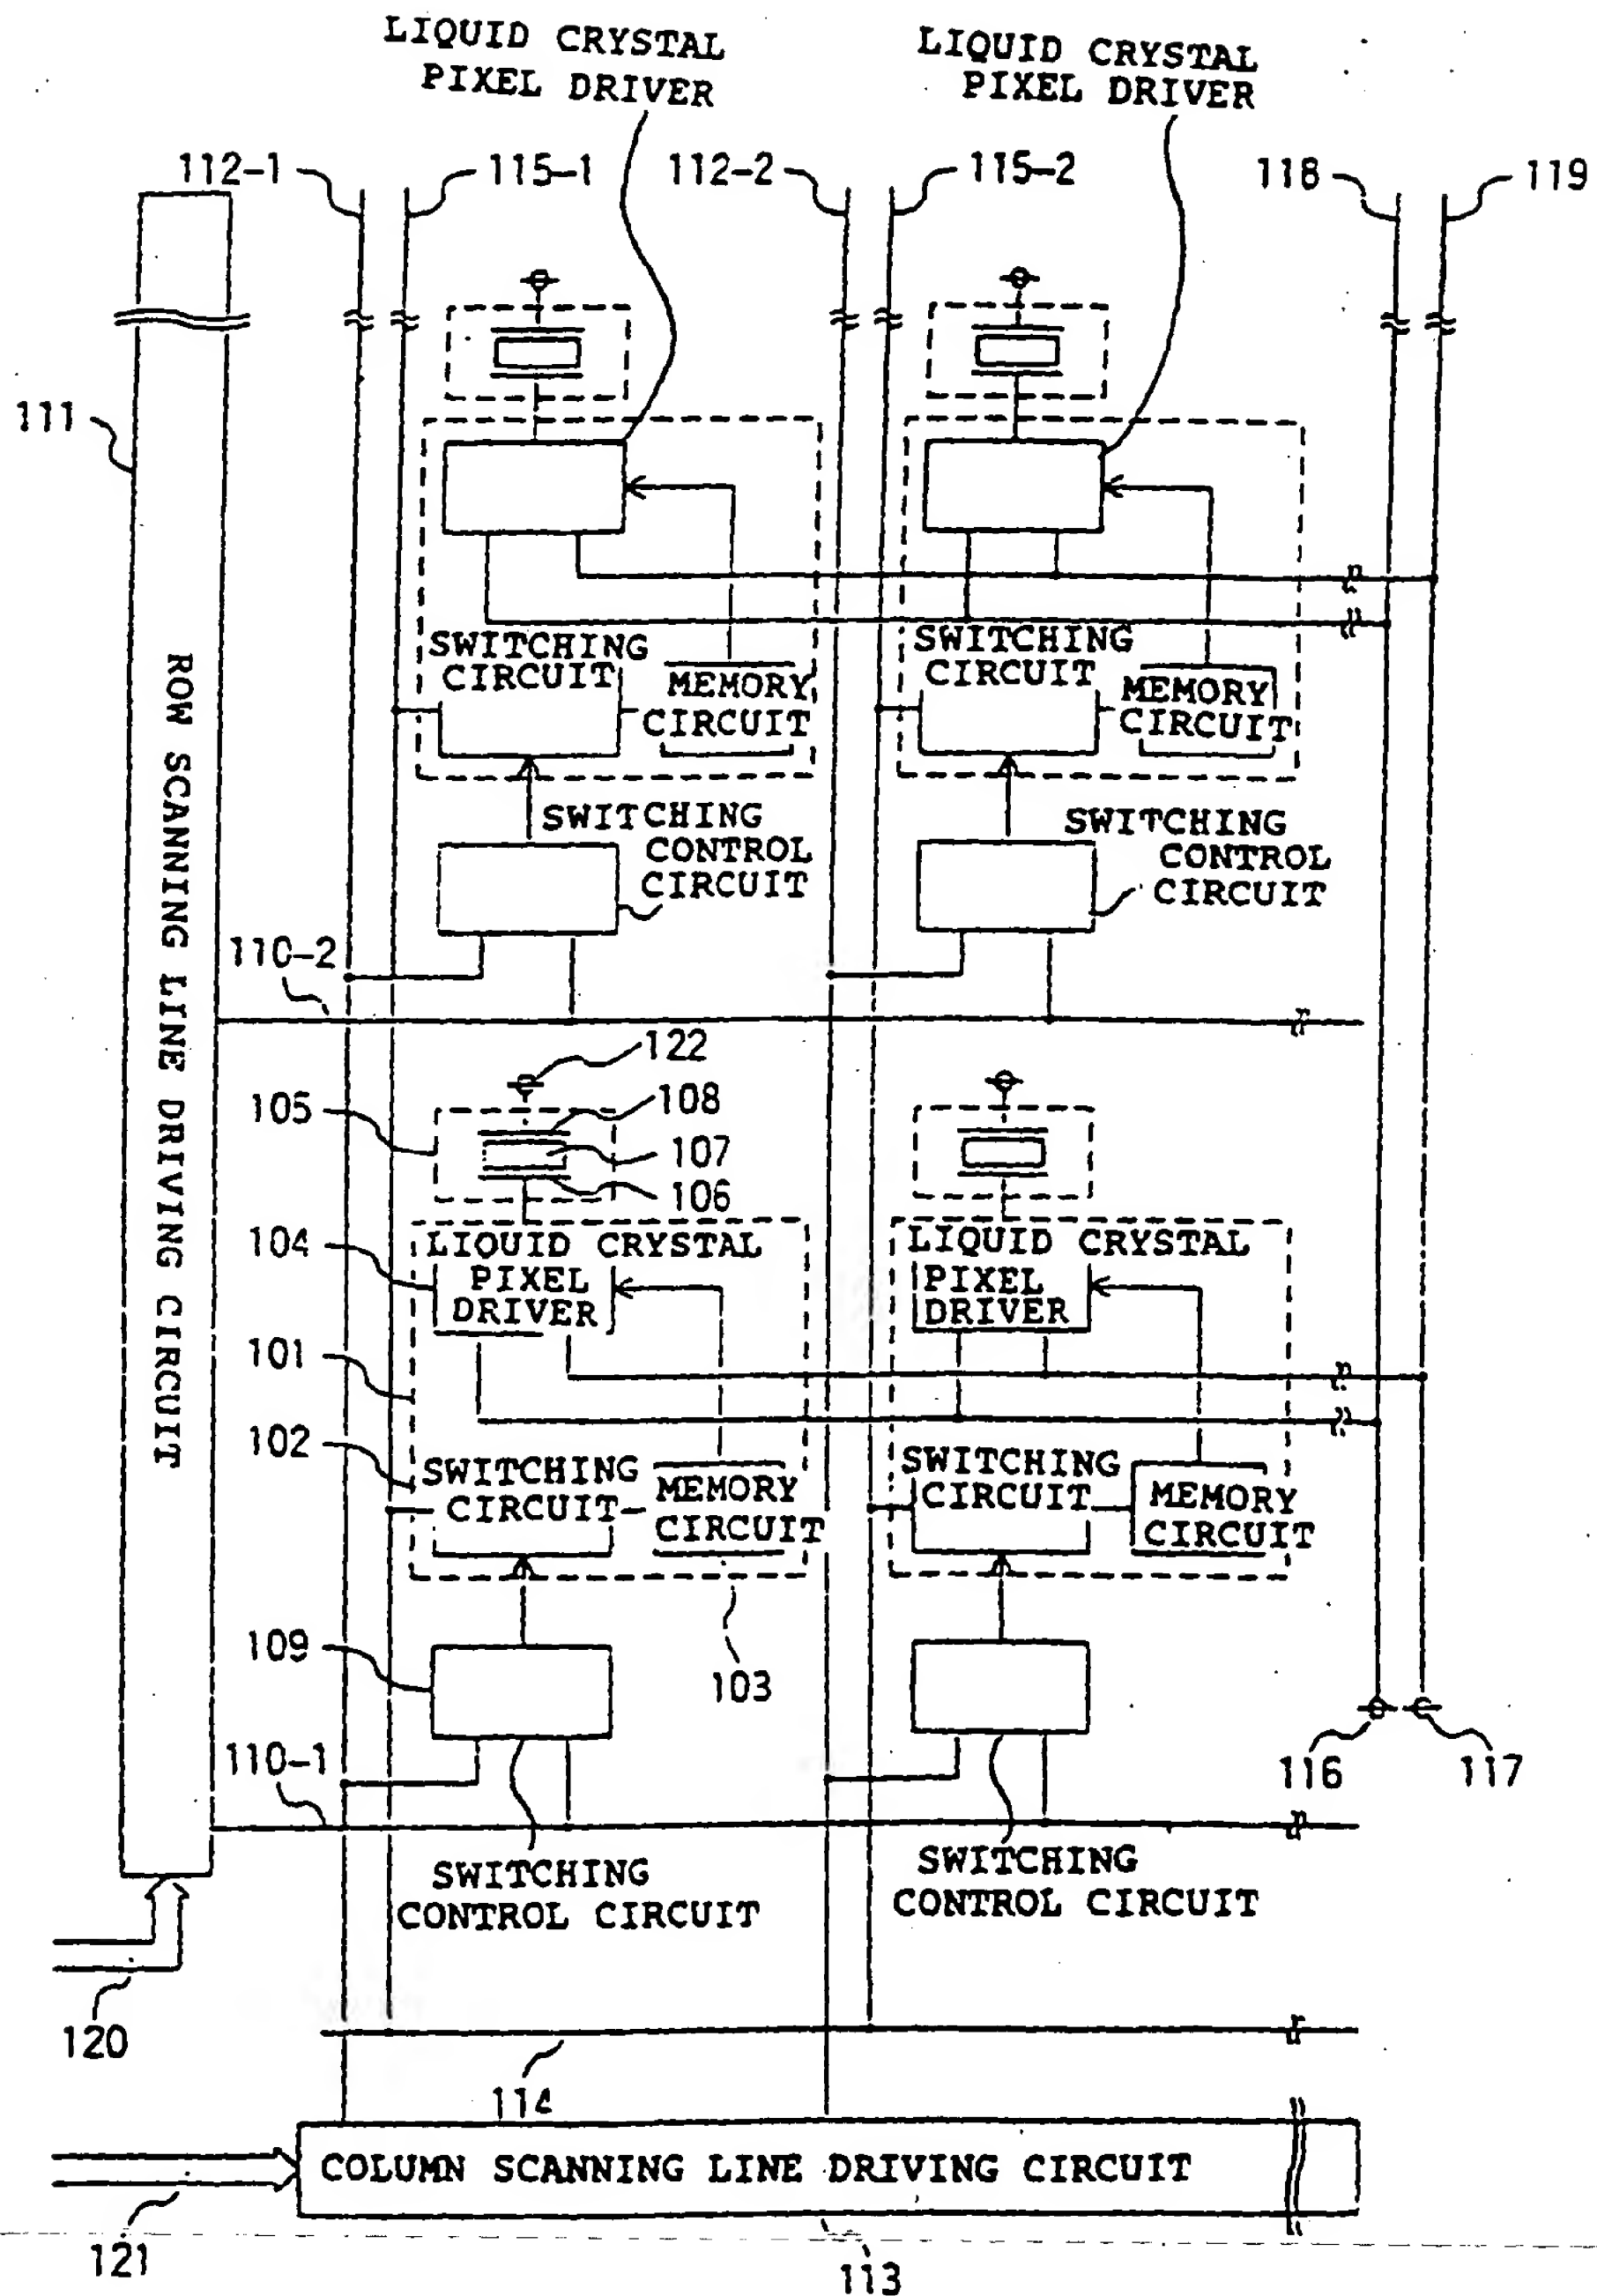 LIQUID CRYSTAL
PIXEL DRIVER
LIQUID CRYSTAL
PIXEL DRIVER
112-1
115-1
112-2
115-2
118
119
111
ROW SCANNING LINE DRIVING CIRCUIT
SWITCHING
CIRCUIT
MEMORY
CIRCUIT
SWITCHING
CIRCUIT
MEMORY
CIRCUIT
SWITCHING
CONTROL
CIRCUIT
SWITCHING
CONTROL
CIRCUIT
110-2
122
105
108
107
106
104
LIQUID CRYSTAL
PIXEL
DRIVER
LIQUID CRYSTAL
PIXEL
DRIVER
101
102
SWITCHING
CIRCUIT
MEMORY
CIRCUIT
SWITCHING
CIRCUIT
MEMORY
CIRCUIT
109
103
110-1
116
117
SWITCHING
CONTROL CIRCUIT
SWITCHING
CONTROL CIRCUIT
120
114
COLUMN SCANNING LINE DRIVING CIRCUIT
121
113